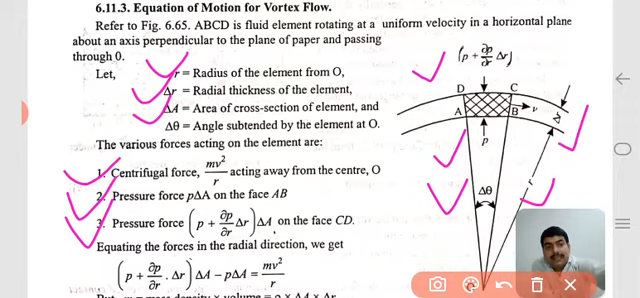 6.11.3. Equation of Motion for Vortex Flow.
Refer to Fig. 6.65. ABCD is fluid element rotating at a uniform velocity in a horizontal plane
about an axis perpendicular to the plane of paper and passing
through 0.
Let, r = Radius of the element from O,
Δr = Radial thickness of the element,
ΔA = Area of cross-section of element, and
Δθ = Angle subtended by the element at O.
The various forces acting on the element are:
1. Centrifugal force, mv²/r acting away from the centre, O
2. Pressure force pΔA on the face AB
3. Pressure force (p + ∂p/∂r Δr) ΔA on the face CD.
Equating the forces in the radial direction, we get
(p + ∂p/∂r . Δr) ΔA – pΔA = mv²/r
(p + ∂p/∂r Δr)
D C
A B v
p
Δθ
r